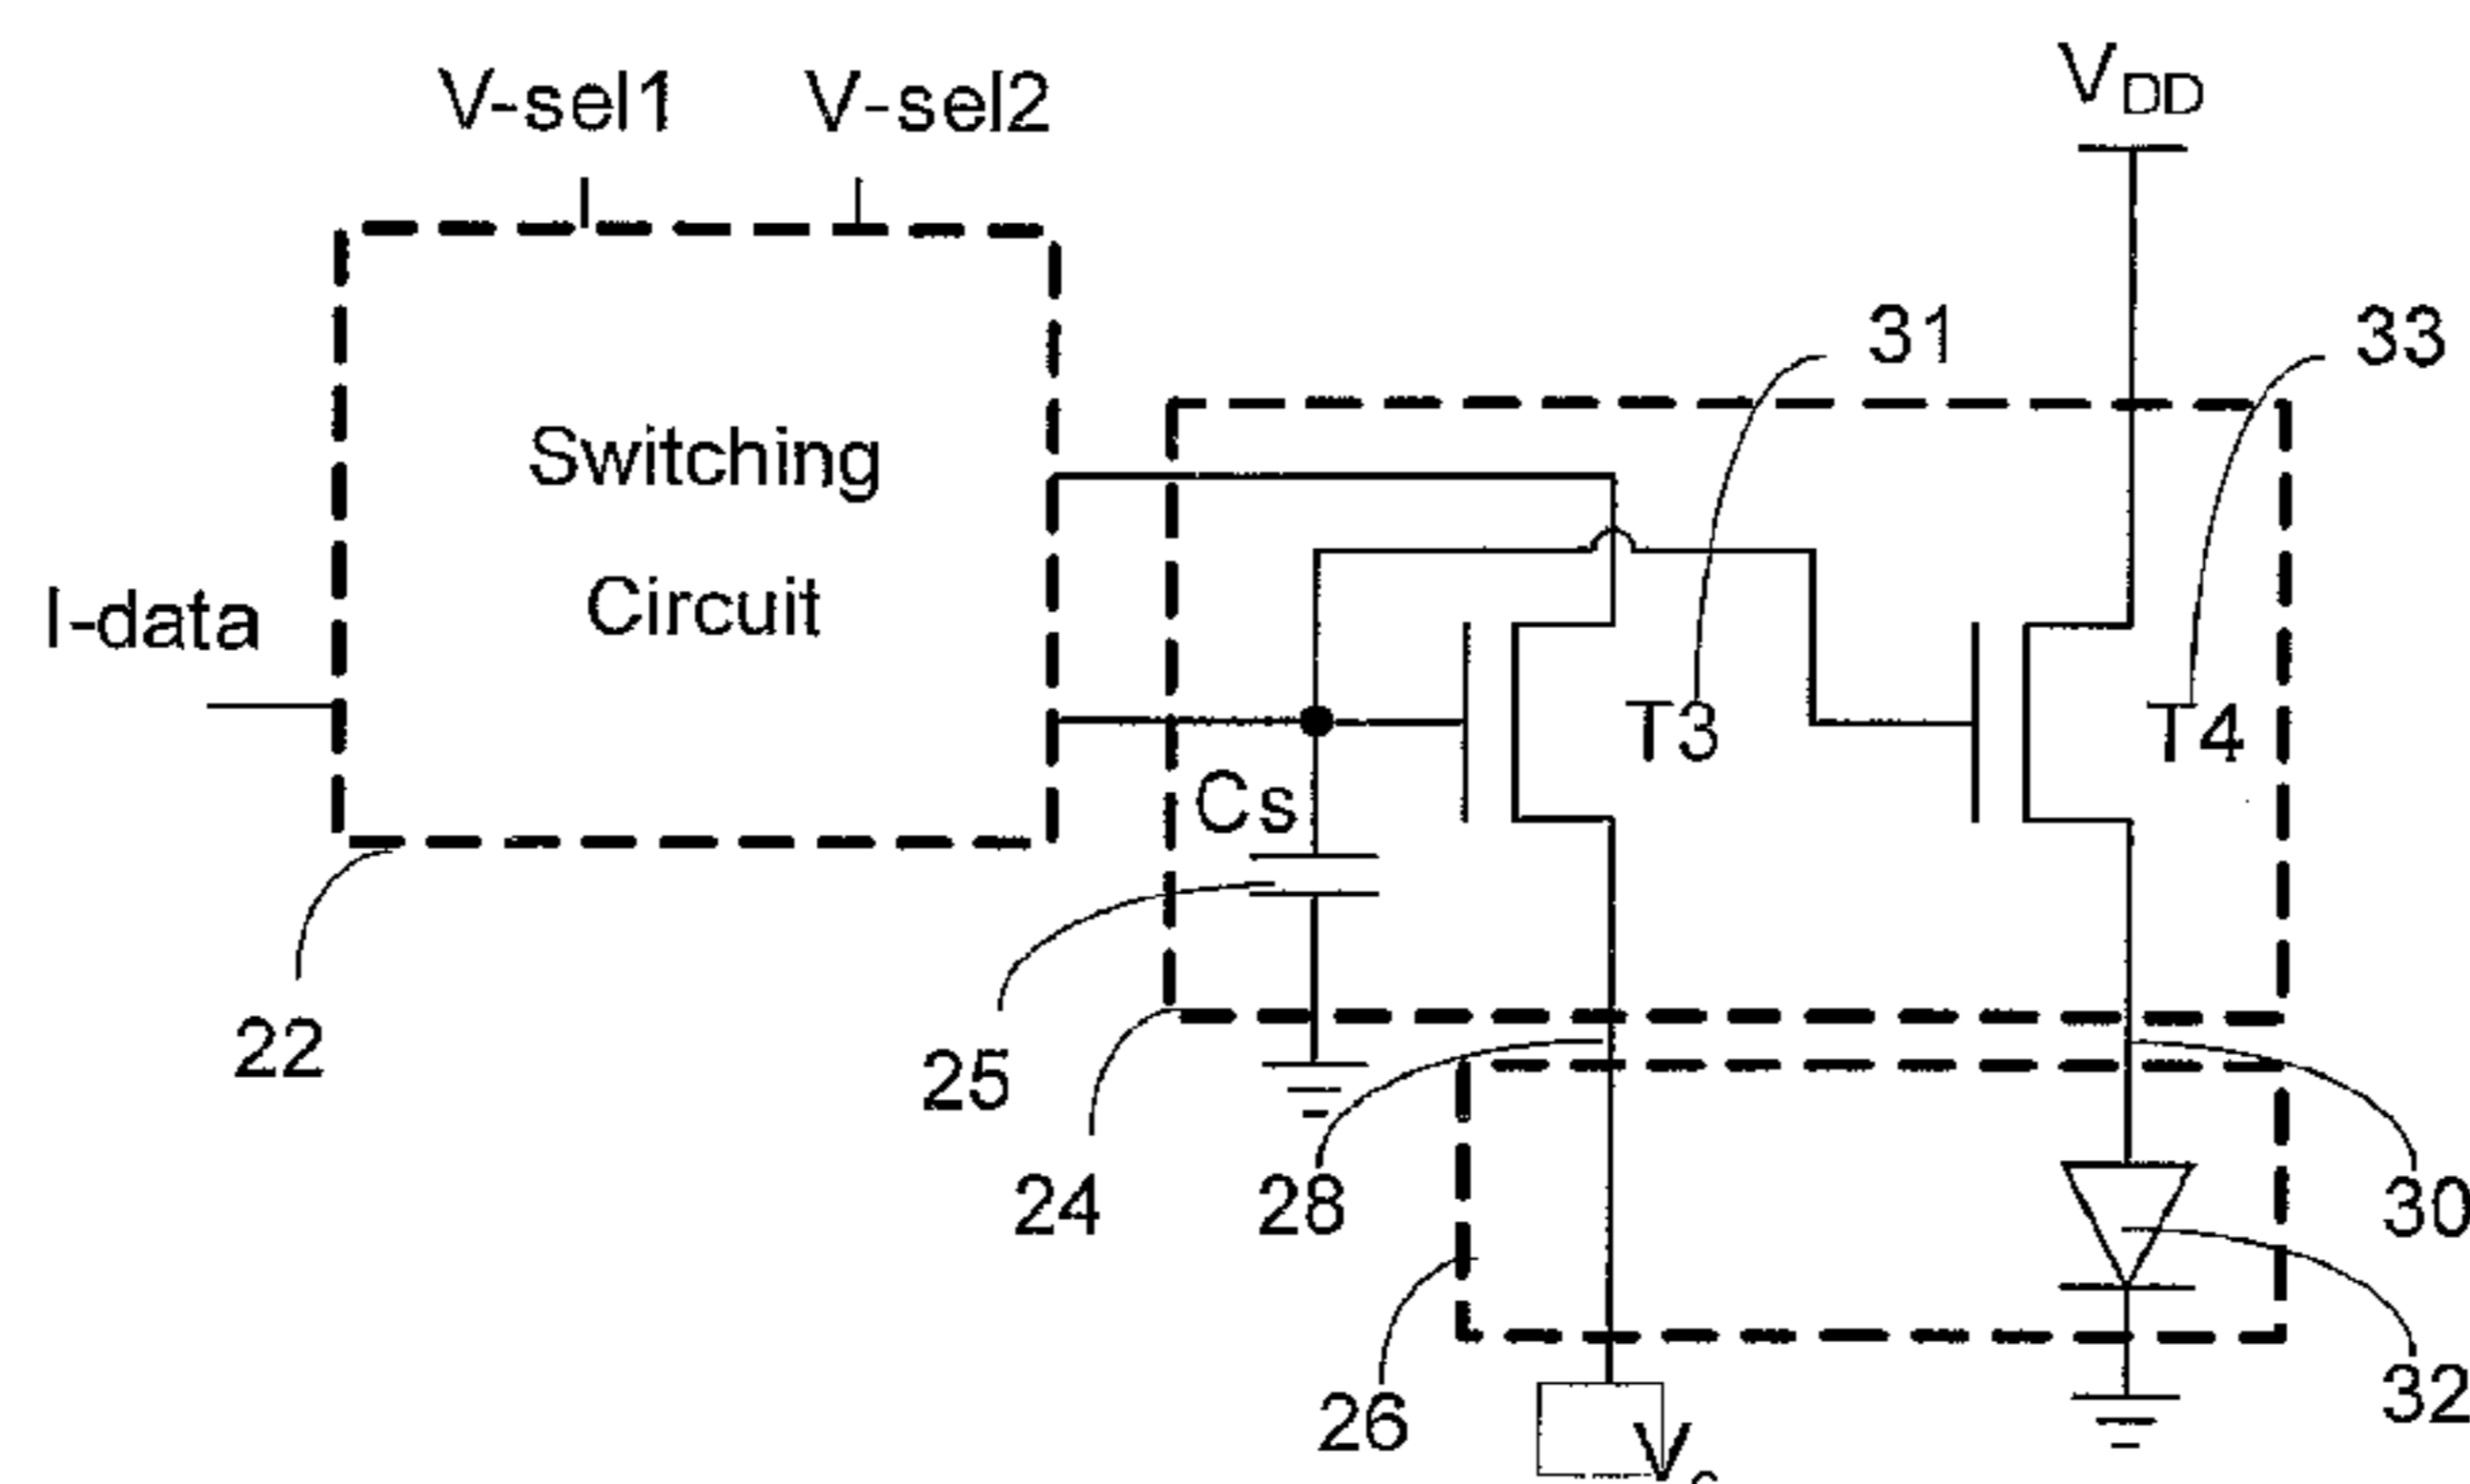 V-sel1 V-sel2
VDD
31 33
Switching
Circuit
I-data
T3 T4
Cs
22 25 24 28 30
26 32